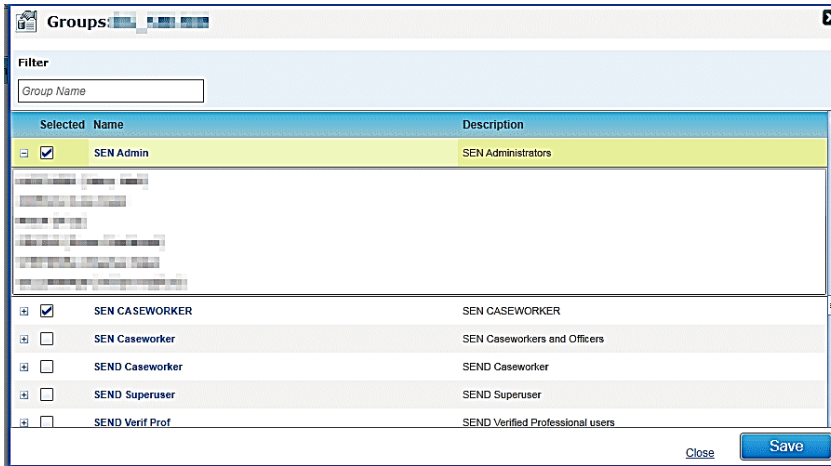 Groups:
Filter
Group Name
Selected Name Description
SEN Admin SEN Administrators
SEN CASEWORKER SEN CASEWORKER
SEN Caseworker SEN Caseworkers and Officers
SEND Caseworker SEND Caseworker
SEND Superuser SEND Superuser
SEND Verif Prof SEND Verified Professional users
Close Save